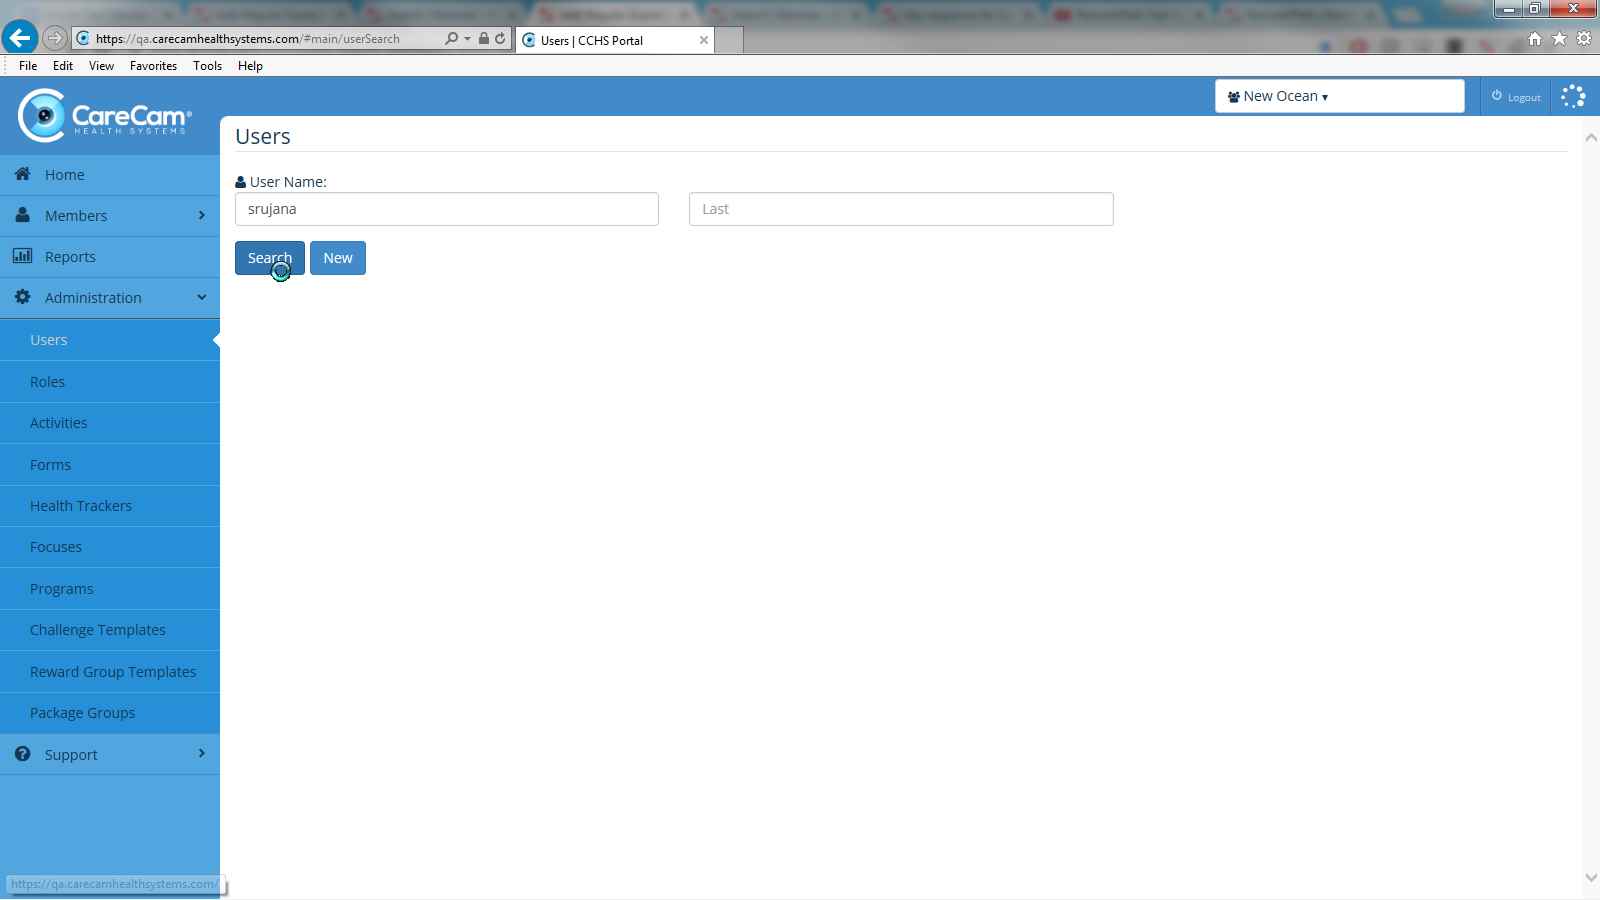 https://qa.carecamhealthsystems.com/#main/userSearch
Users | CCHS Portal
File Edit View Favorites Tools Help
CareCam®
HEALTH SYSTEMS
New Ocean ▾
Logout
Users
Home
User Name:
srujana
Last
Members
Search
New
Reports
Administration
Users
Roles
Activities
Forms
Health Trackers
Focuses
Programs
Challenge Templates
Reward Group Templates
Package Groups
Support
https://qa.carecamhealthsystems.com/